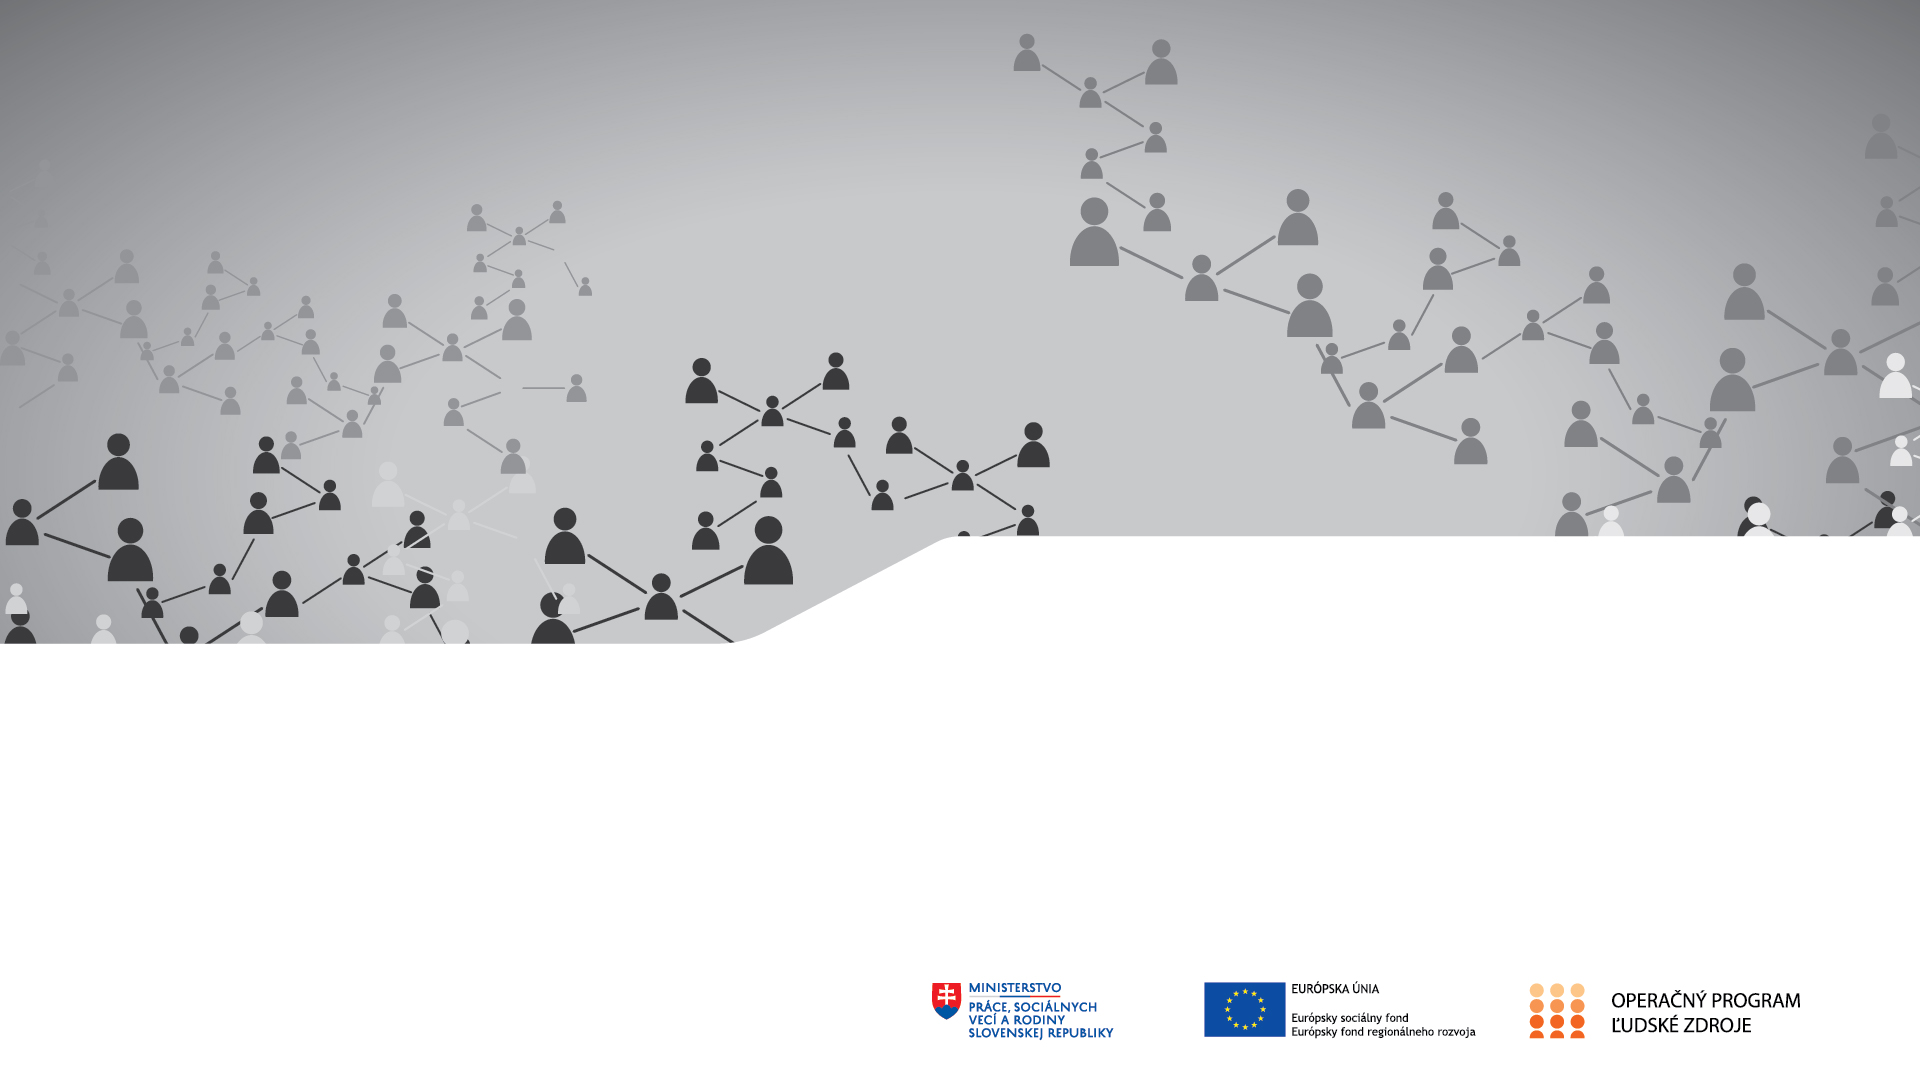 MINISTERSTVO
PRÁCE, SOCIÁLNYCH
VECÍ A RODINY
SLOVENSKEJ REPUBLIKY
EURÓPSKA ÚNIA
Európsky sociálny fond
Európsky fond regionálneho rozvoja
OPERAČNÝ PROGRAM
ĽUDSKÉ ZDROJE